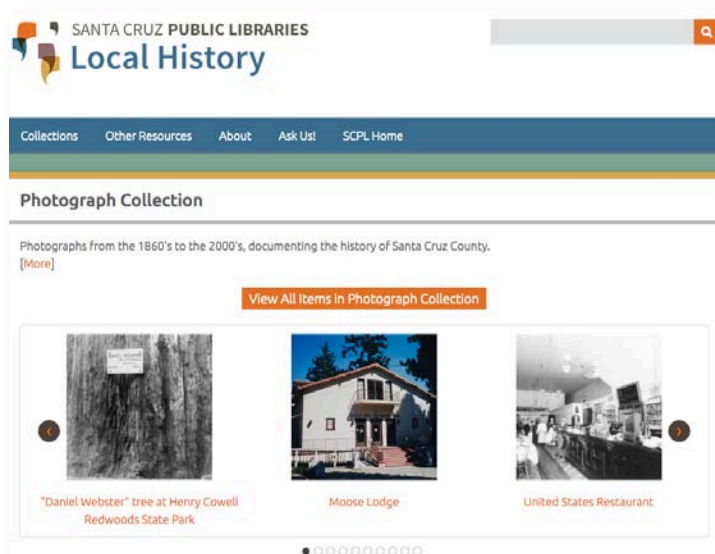 SANTA CRUZ PUBLIC LIBRARIES
Local History
Collections Other Resources About Ask Us! SCPL Home
Photograph Collection
Photographs from the 1860's to the 2000's, documenting the history of Santa Cruz County.
[More]
View All Items in Photograph Collection
"Daniel Webster" tree at Henry Cowell
Redwoods State Park
Moose Lodge
United States Restaurant